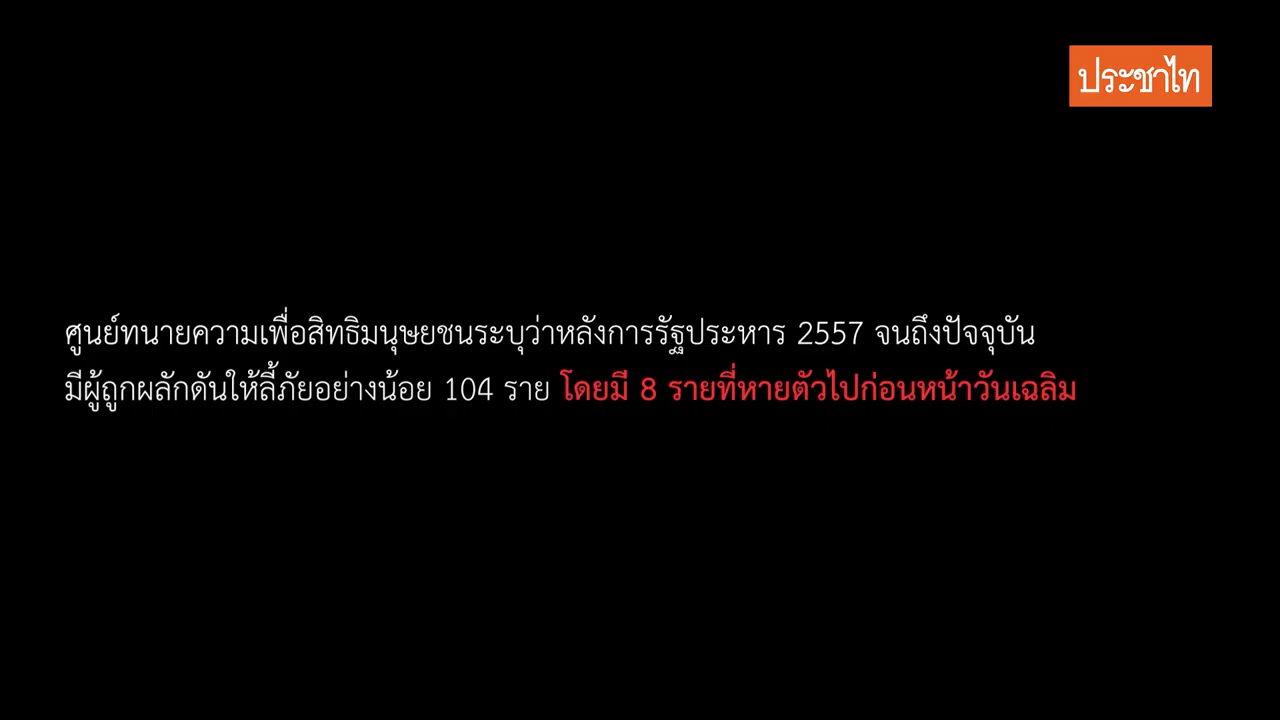 ประชาไท
ศูนย์ทนายความเพื่อสิทธิมนุษยชนระบุว่าหลังการรัฐประหาร 2557 จนถึงปัจจุบัน
มีผู้ถูกผลักดันให้ลี้ภัยอย่างน้อย 104 ราย โดยมี 8 รายที่หายตัวไปก่อนหน้าวันเฉลิม